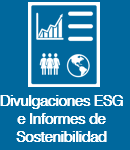 Divulgaciones ESG
e Informes de
Sostenibilidad